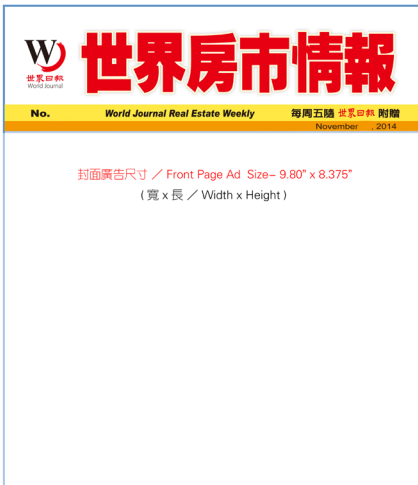 世界房市情報
W
世界日報
World Journal
No. World Journal Real Estate Weekly 每周五隨 世界日報 附贈
November , 2014
封面廣告尺寸 / Front Page Ad Size– 9.80” x 8.375”
( 寬 x 長 / Width x Height )